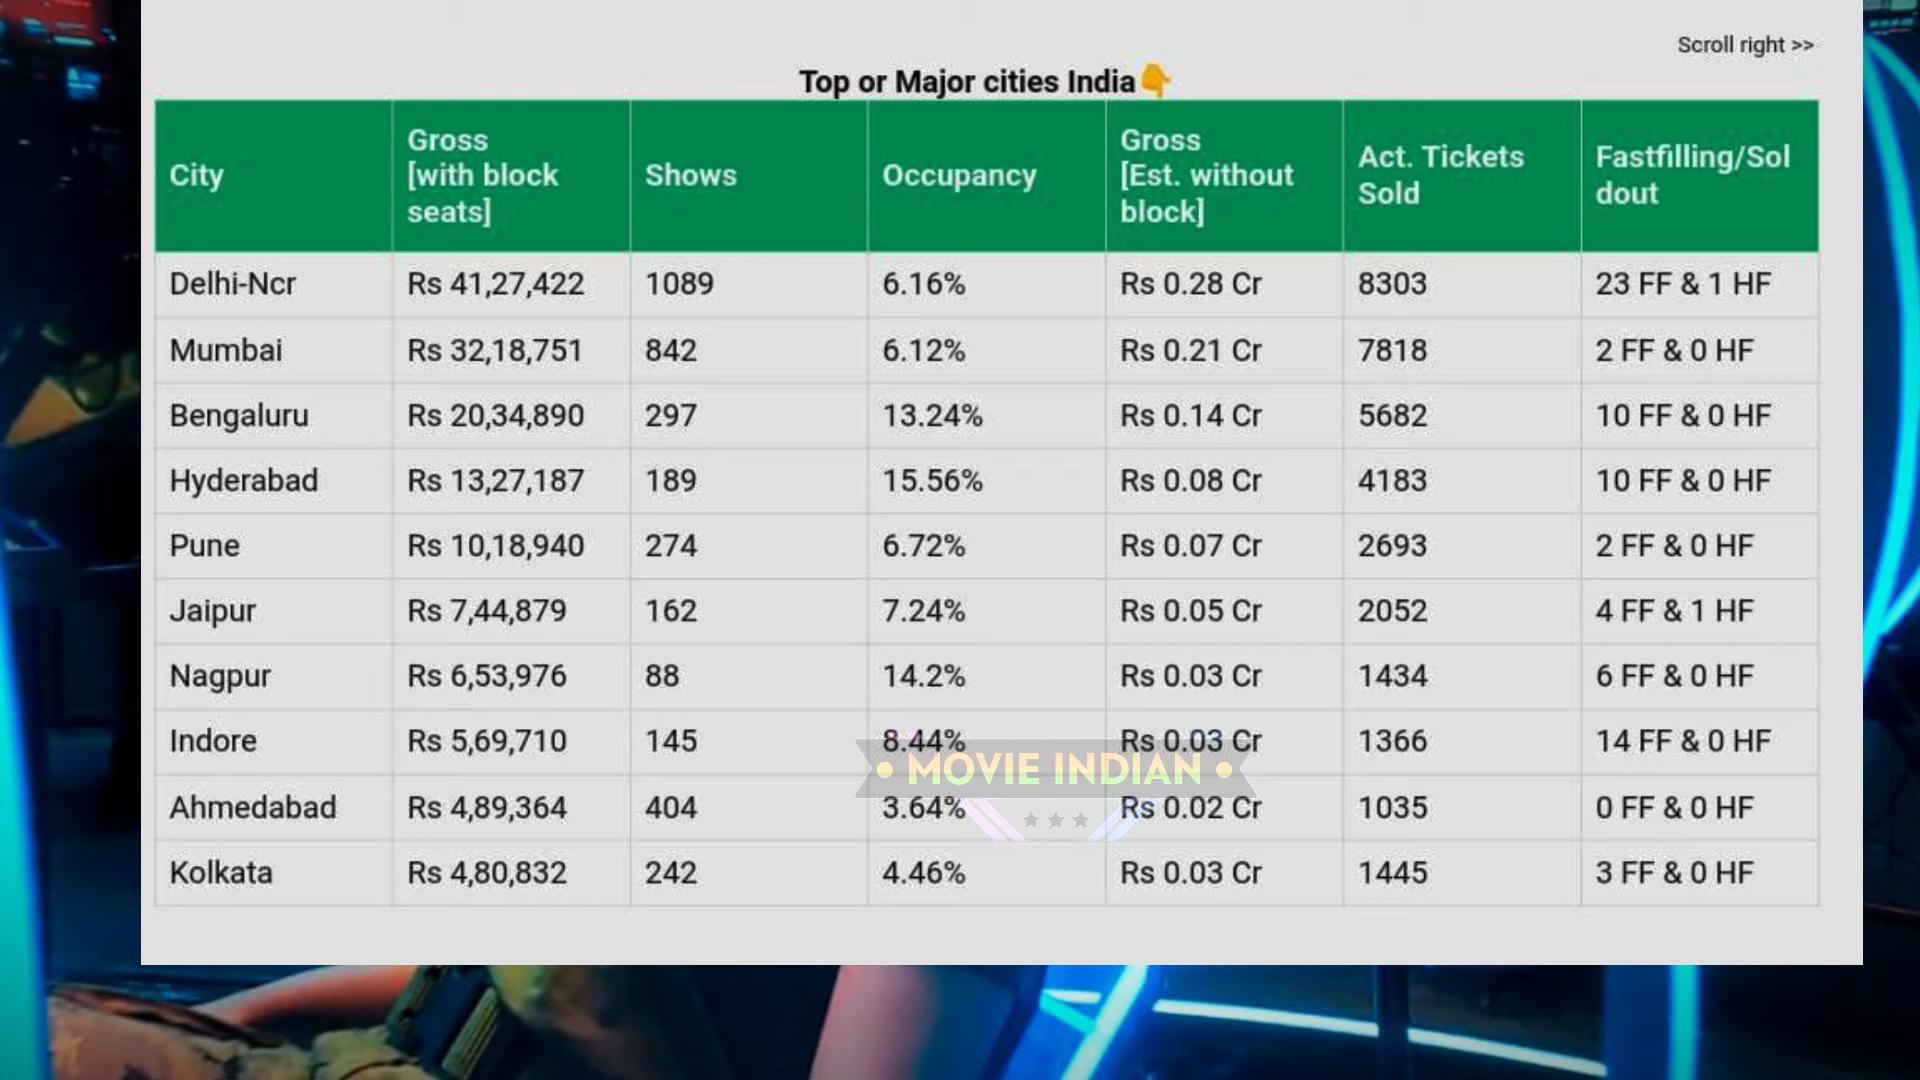 Scroll right >>
Top or Major cities India👇
City | Gross [with block seats] | Shows | Occupancy | Gross [Est. without block] | Act. Tickets Sold | Fastfilling/Soldout
Delhi-Ncr | Rs 41,27,422 | 1089 | 6.16% | Rs 0.28 Cr | 8303 | 23 FF & 1 HF
Mumbai | Rs 32,18,751 | 842 | 6.12% | Rs 0.21 Cr | 7818 | 2 FF & 0 HF
Bengaluru | Rs 20,34,890 | 297 | 13.24% | Rs 0.14 Cr | 5682 | 10 FF & 0 HF
Hyderabad | Rs 13,27,187 | 189 | 15.56% | Rs 0.08 Cr | 4183 | 10 FF & 0 HF
Pune | Rs 10,18,940 | 274 | 6.72% | Rs 0.07 Cr | 2693 | 2 FF & 0 HF
Jaipur | Rs 7,44,879 | 162 | 7.24% | Rs 0.05 Cr | 2052 | 4 FF & 1 HF
Nagpur | Rs 6,53,976 | 88 | 14.2% | Rs 0.03 Cr | 1434 | 6 FF & 0 HF
Indore | Rs 5,69,710 | 145 | 8.44% | Rs 0.03 Cr | 1366 | 14 FF & 0 HF
MOVIE INDIAN
Ahmedabad | Rs 4,89,364 | 404 | 3.64% | Rs 0.02 Cr | 1035 | 0 FF & 0 HF
Kolkata | Rs 4,80,832 | 242 | 4.46% | Rs 0.03 Cr | 1445 | 3 FF & 0 HF